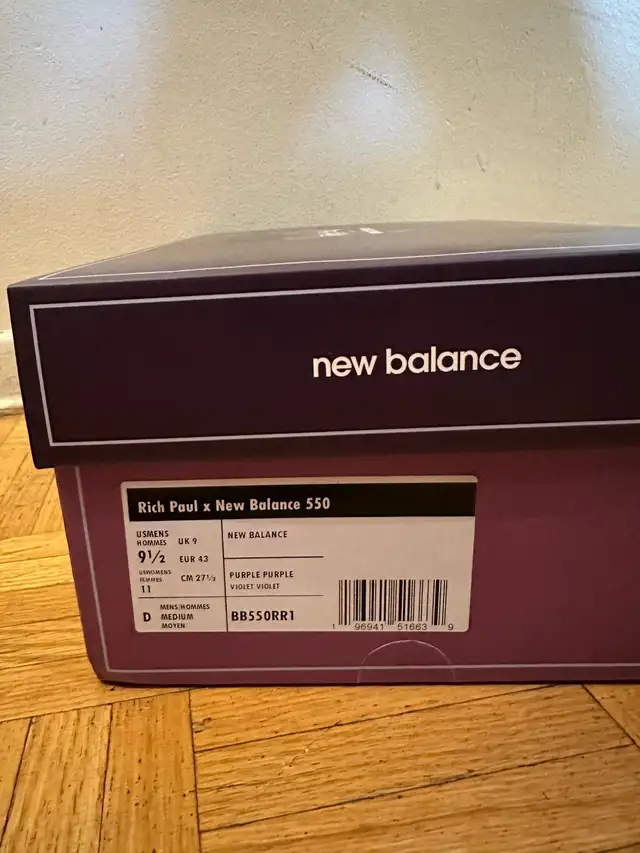 new balance
Rich Paul x New Balance 550
USMENS
HOMMES
9½
USWOMENS
FEMMES
11
UK 9
EUR 43
CM 27½
NEW BALANCE
PURPLE PURPLE
VIOLET VIOLET
D
MENS/HOMMES
MEDIUM
MOYEN
BB550RR1
1 96941 51663 9